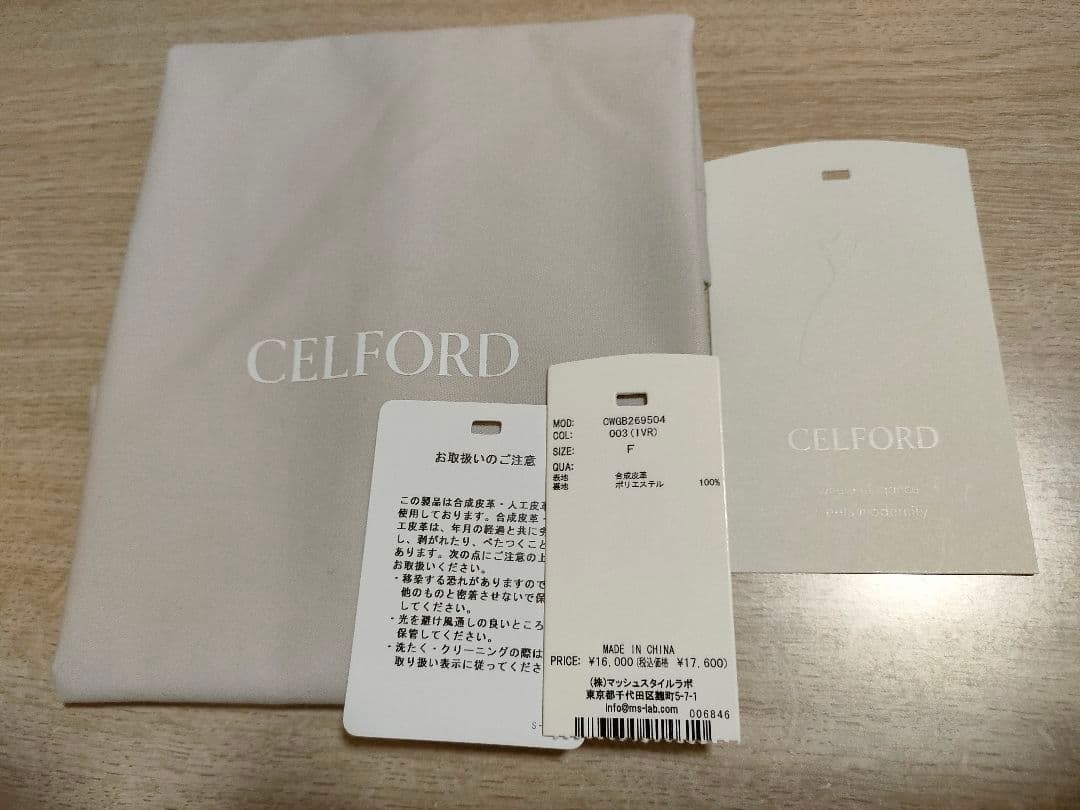 CELFORD
お取扱いのご注意
この製品は合成皮革・人工皮革
使用しております。合成皮革・
工皮革は、年月の経過と共に
し、剥がれたり、べたつくこと
あります。次の点にご注意の上
お取扱いください。
・移染する恐れがありますので
他のものと密着させないで保
してください。
・光を避け風通しの良いところ
保管してください。
・洗たく・クリーニングの際は
取り扱い表示に従ってくださ
S-
MOD: CWGB269504
COL: 003(IVR)
SIZE: F
QUA:
表地 合成皮革
裏地 ポリエステル 100%
MADE IN CHINA
PRICE: ¥16,000(税込価格 ¥17,600)
(株)マッシュスタイルラボ
東京都千代田区麹町5-7-1
info@ms-lab.com
006846
CELFORD
modernity